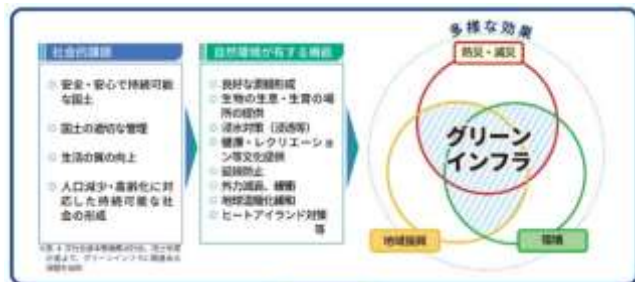 社会的課題
安全・安心で持続可能
な国土
国土の適切な管理
生活の質の向上
人口減少・高齢化に対
応した持続可能な社
会の形成
自然環境が有する機能
良好な景観形成
生物の生息・生育の場
所の提供
浸水対策(浸透等)
健康・レクリエーショ
ン等文化提供
延焼防止
外力減衰、緩衝
地球温暖化緩和
ヒートアイランド対策
等
多様な効果
防災・減災
グリーン
インフラ
地域振興
環境